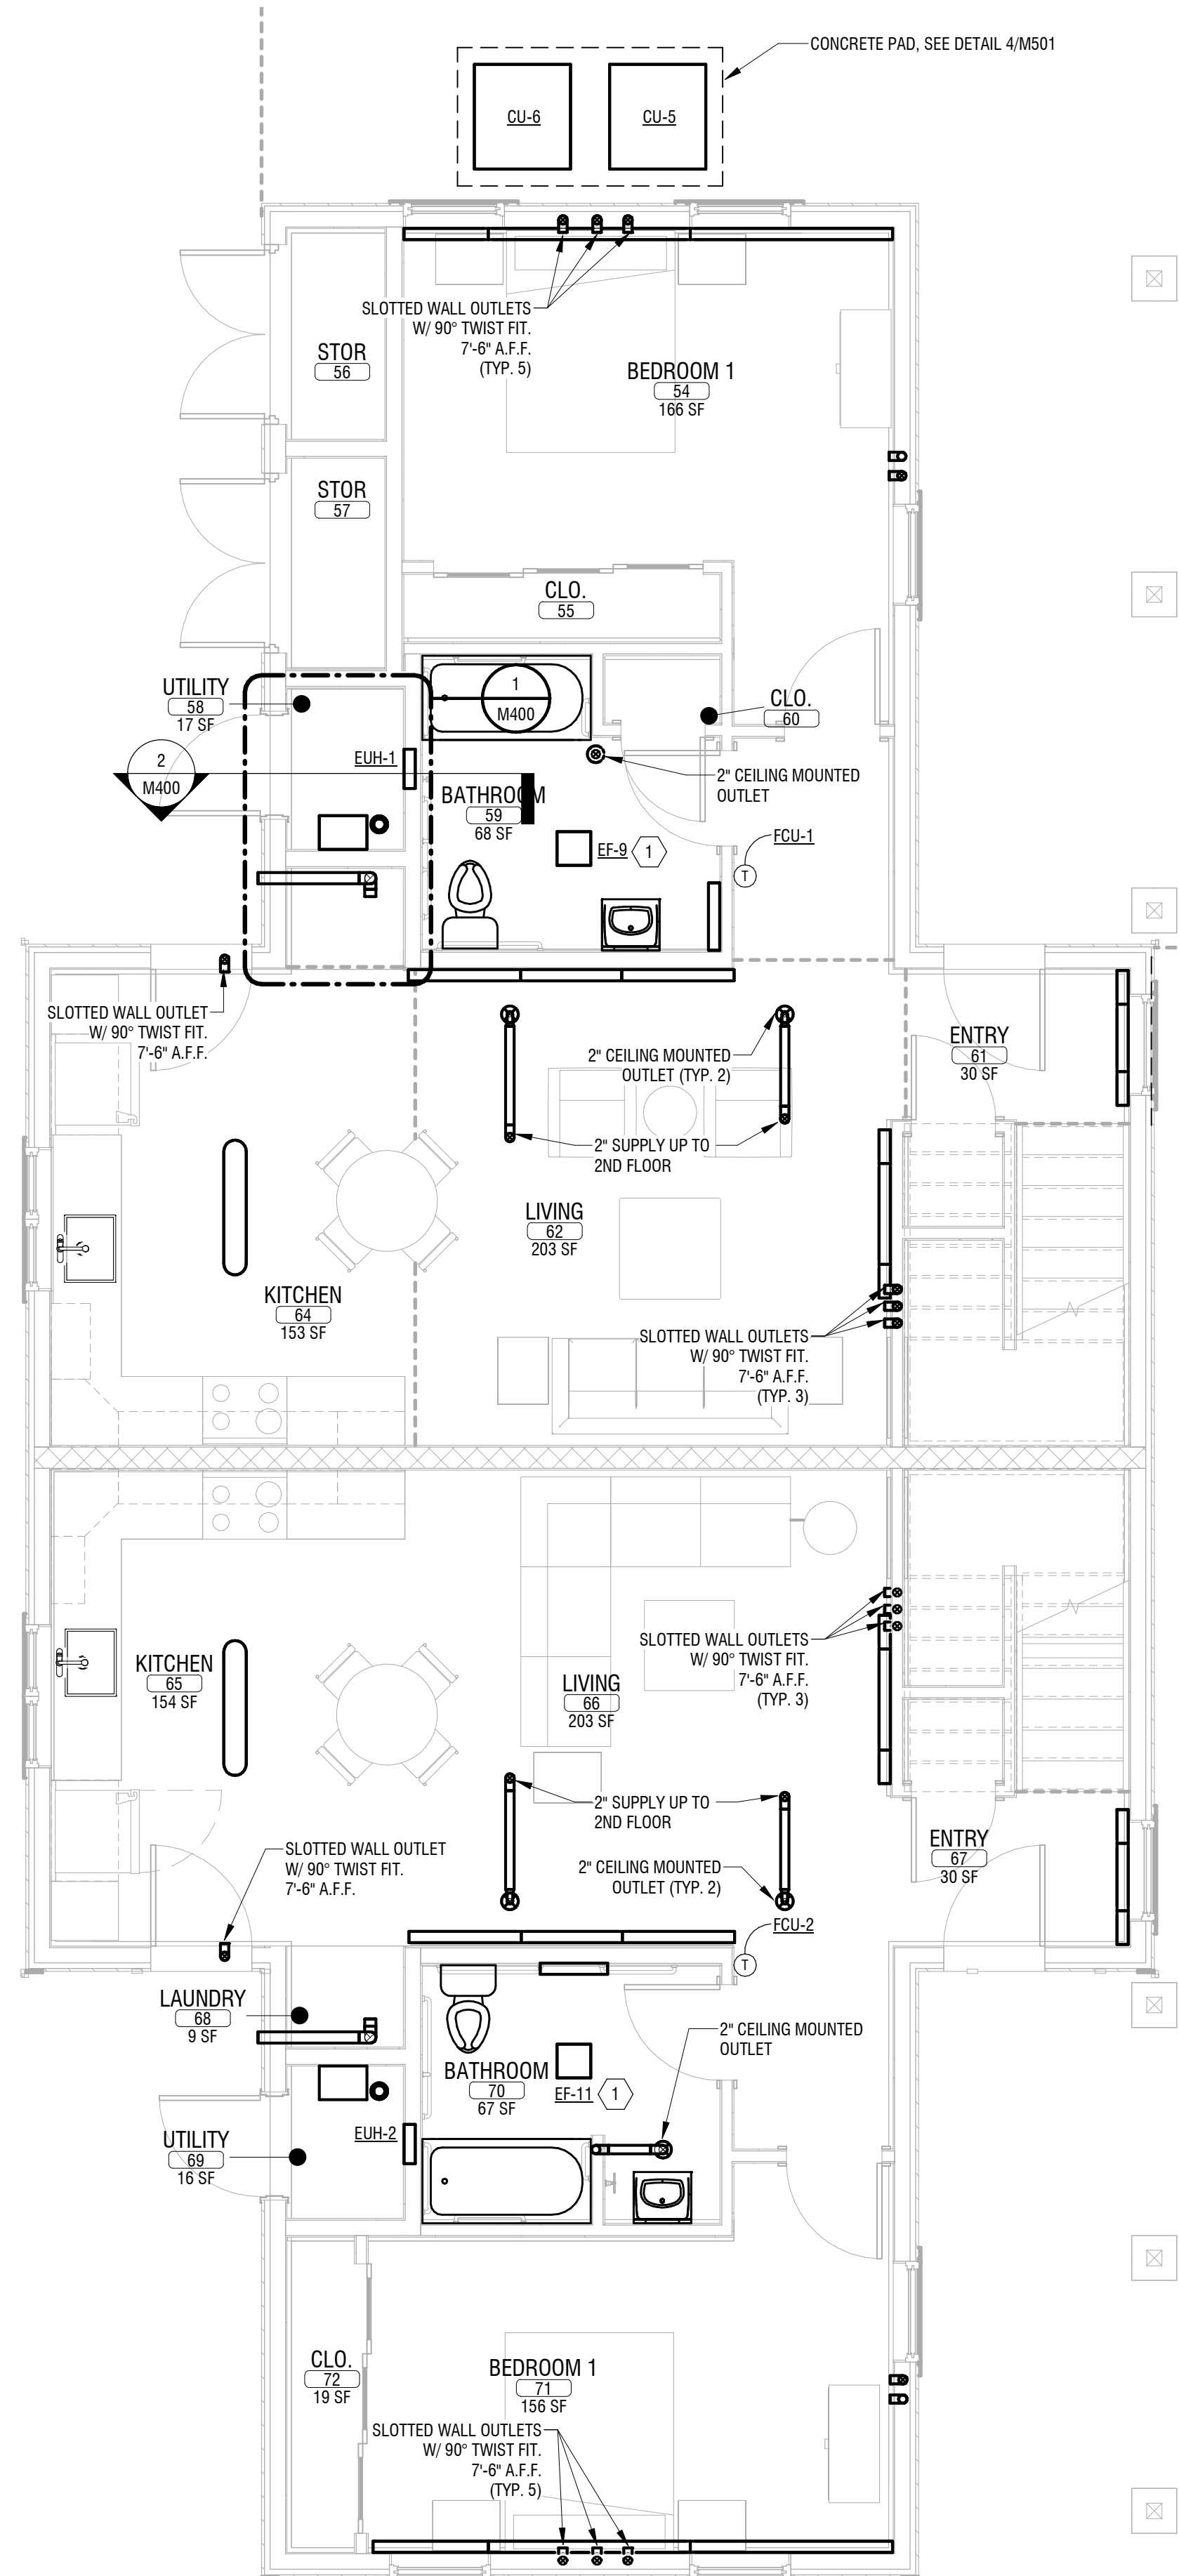 CONCRETE PAD, SEE DETAIL 4/M501
CU-6
CU-5
SLOTTED WALL OUTLETS
W/ 90° TWIST FIT.
7'-6" A.F.F.
(TYP. 5)
STOR
56
BEDROOM 1
54
166 SF
STOR
57
CLO.
55
UTILITY
58
17 SF
1
M400
CLO.
60
2
M400
EUH-1
2" CEILING MOUNTED
OUTLET
BATHROOM
59
68 SF
EF-9
1
FCU-1
T
SLOTTED WALL OUTLET
W/ 90° TWIST FIT.
7'-6" A.F.F.
2" CEILING MOUNTED
OUTLET (TYP. 2)
ENTRY
61
30 SF
2" SUPPLY UP TO
2ND FLOOR
LIVING
62
203 SF
KITCHEN
64
153 SF
SLOTTED WALL OUTLETS
W/ 90° TWIST FIT.
7'-6" A.F.F.
(TYP. 3)
SLOTTED WALL OUTLETS
W/ 90° TWIST FIT.
7'-6" A.F.F.
(TYP. 3)
KITCHEN
65
154 SF
LIVING
66
203 SF
2" SUPPLY UP TO
2ND FLOOR
SLOTTED WALL OUTLET
W/ 90° TWIST FIT.
7'-6" A.F.F.
2" CEILING MOUNTED
OUTLET (TYP. 2)
ENTRY
67
30 SF
FCU-2
T
LAUNDRY
68
9 SF
2" CEILING MOUNTED
OUTLET
BATHROOM
70
67 SF
EF-11
1
EUH-2
UTILITY
69
16 SF
CLO.
72
19 SF
BEDROOM 1
71
156 SF
SLOTTED WALL OUTLETS
W/ 90° TWIST FIT.
7'-6" A.F.F.
(TYP. 5)